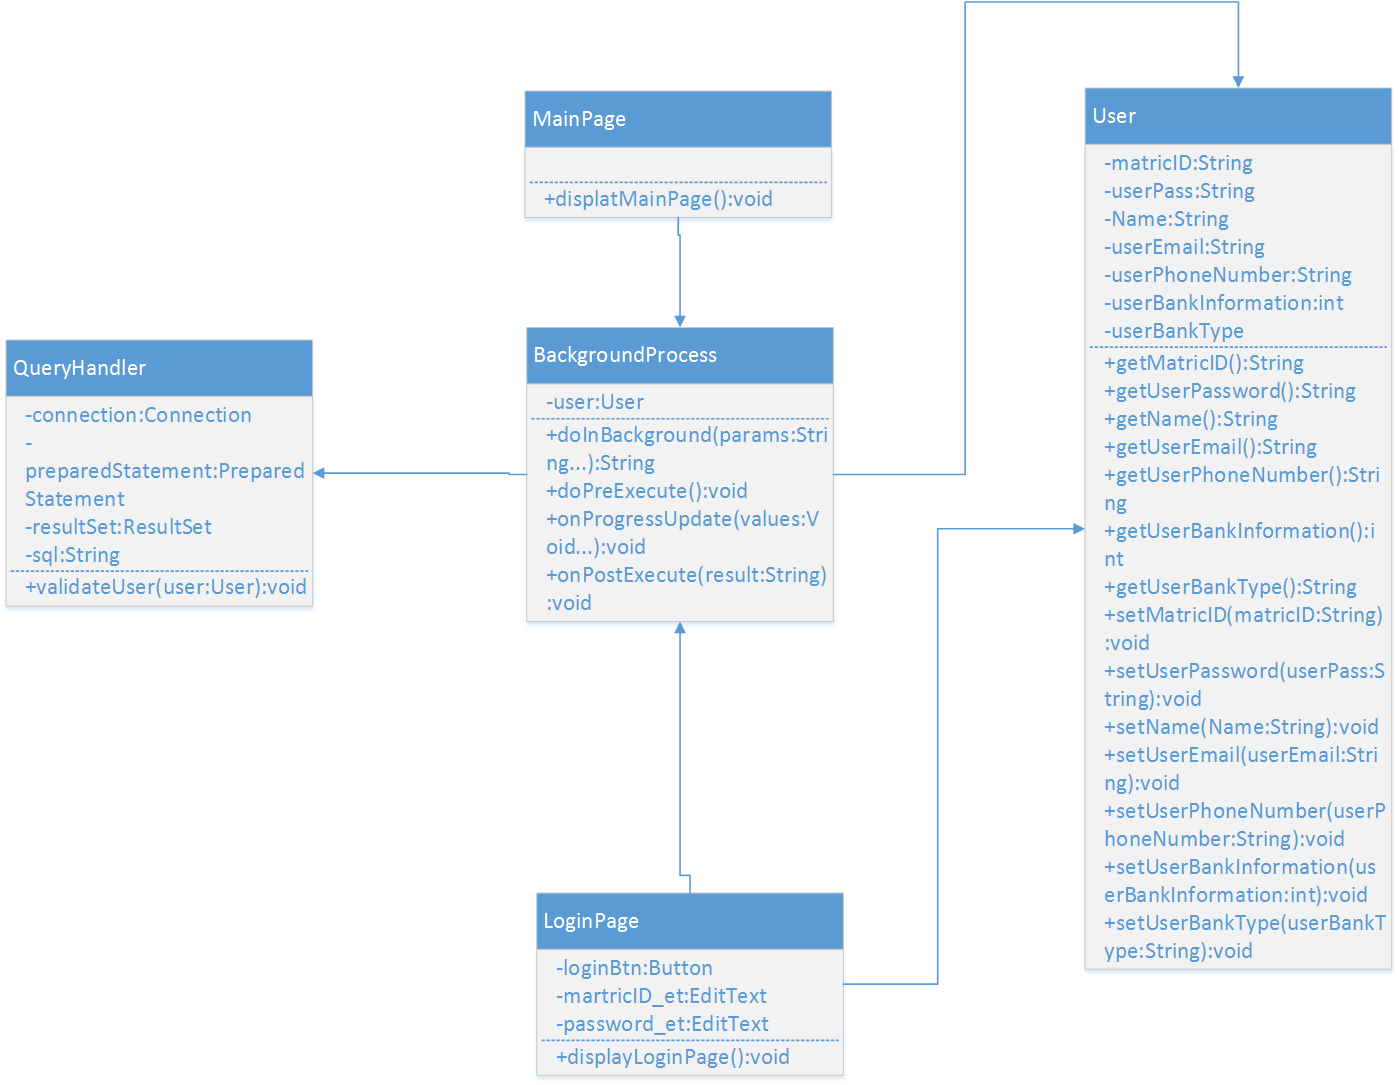 MainPage
+displatMainPage():void
User
-matricID:String
-userPass:String
-Name:String
-userEmail:String
-userPhoneNumber:String
-userBankInformation:int
-userBankType
+getMatricID():String
+getUserPassword():String
+getName():String
+getUserEmail():String
+getUserPhoneNumber():Stri
ng
+getUserBankInformation():i
nt
+getUserBankType():String
+setMatricID(matricID:String)
:void
+setUserPassword(userPass:S
tring):void
+setName(Name:String):void
+setUserEmail(userEmail:Stri
ng):void
+setUserPhoneNumber(userP
honeNumber:String):void
+setUserBankInformation(us
erBankInformation:int):void
+setUserBankType(userBankT
ype:String):void
QueryHandler
-connection:Connection
-
preparedStatement:Prepared
Statement
-resultSet:ResultSet
-sql:String
+validateUser(user:User):void
BackgroundProcess
-user:User
+doInBackground(params:Stri
ng...):String
+doPreExecute():void
+onProgressUpdate(values:V
oid...):void
+onPostExecute(result:String)
:void
LoginPage
-loginBtn:Button
-martricID_et:EditText
-password_et:EditText
+displayLoginPage():void